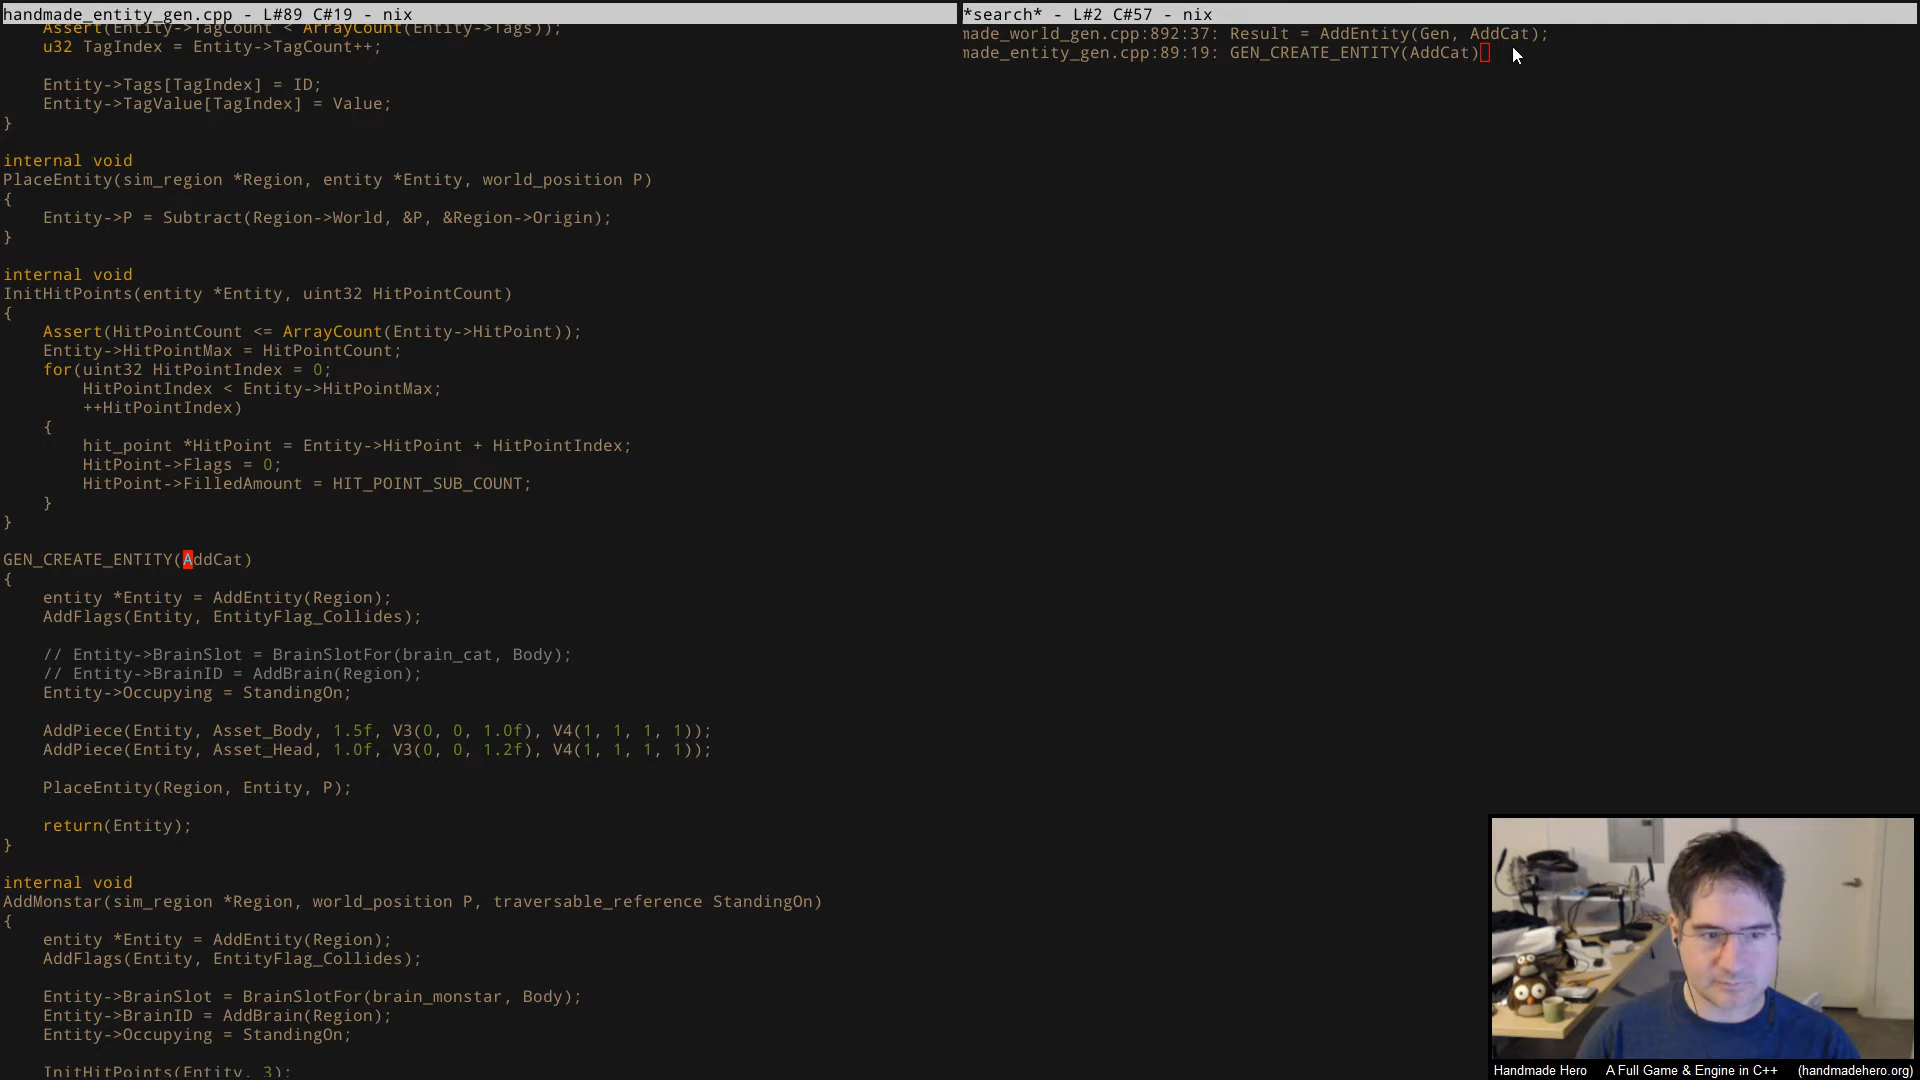 handmade_entity_gen.cpp - L#89 C#19 - nix
Assert(Entity->TagCount < ArrayCount(Entity->Tags));
u32 TagIndex = Entity->TagCount++;
Entity->Tags[TagIndex] = ID;
Entity->TagValue[TagIndex] = Value;
}
internal void
PlaceEntity(sim_region *Region, entity *Entity, world_position P)
{
Entity->P = Subtract(Region->World, &P, &Region->Origin);
}
internal void
InitHitPoints(entity *Entity, uint32 HitPointCount)
{
Assert(HitPointCount <= ArrayCount(Entity->HitPoint));
Entity->HitPointMax = HitPointCount;
for(uint32 HitPointIndex = 0;
HitPointIndex < Entity->HitPointMax;
++HitPointIndex)
{
hit_point *HitPoint = Entity->HitPoint + HitPointIndex;
HitPoint->Flags = 0;
HitPoint->FilledAmount = HIT_POINT_SUB_COUNT;
}
}
GEN_CREATE_ENTITY(AddCat)
{
entity *Entity = AddEntity(Region);
AddFlags(Entity, EntityFlag_Collides);
// Entity->BrainSlot = BrainSlotFor(brain_cat, Body);
// Entity->BrainID = AddBrain(Region);
Entity->Occupying = StandingOn;
AddPiece(Entity, Asset_Body, 1.5f, V3(0, 0, 1.0f), V4(1, 1, 1, 1));
AddPiece(Entity, Asset_Head, 1.0f, V3(0, 0, 1.2f), V4(1, 1, 1, 1));
PlaceEntity(Region, Entity, P);
return(Entity);
}
internal void
AddMonstar(sim_region *Region, world_position P, traversable_reference StandingOn)
{
entity *Entity = AddEntity(Region);
AddFlags(Entity, EntityFlag_Collides);
Entity->BrainSlot = BrainSlotFor(brain_monstar, Body);
Entity->BrainID = AddBrain(Region);
Entity->Occupying = StandingOn;
InitHitPoints(Entity, 3);
*search* - L#2 C#57 - nix
made_world_gen.cpp:892:37: Result = AddEntity(Gen, AddCat);
made_entity_gen.cpp:89:19: GEN_CREATE_ENTITY(AddCat)
Handmade Hero A Full Game & Engine in C++ (handmadehero.org)